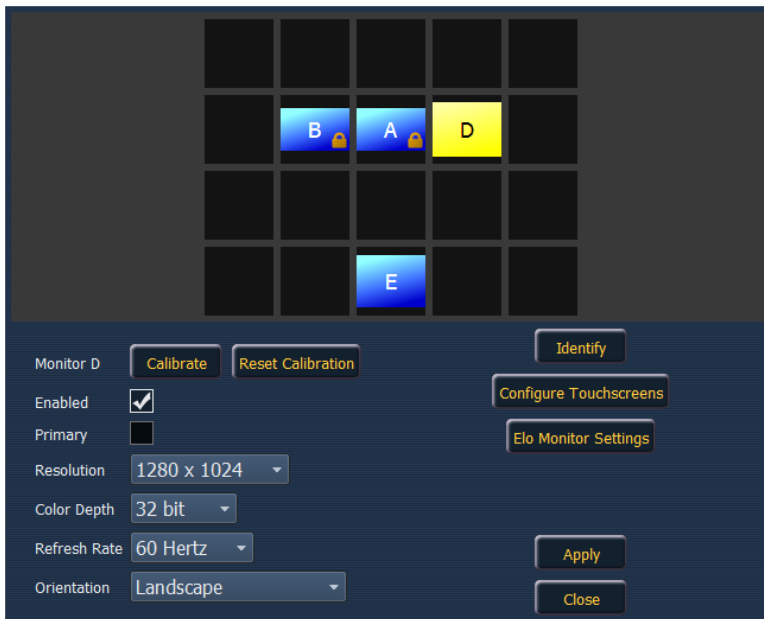 B A D
E
Monitor D Calibrate Reset Calibration Identify
Enabled Configure Touchscreens
Primary Elo Monitor Settings
Resolution 1280 x 1024
Color Depth 32 bit
Refresh Rate 60 Hertz Apply
Orientation Landscape Close